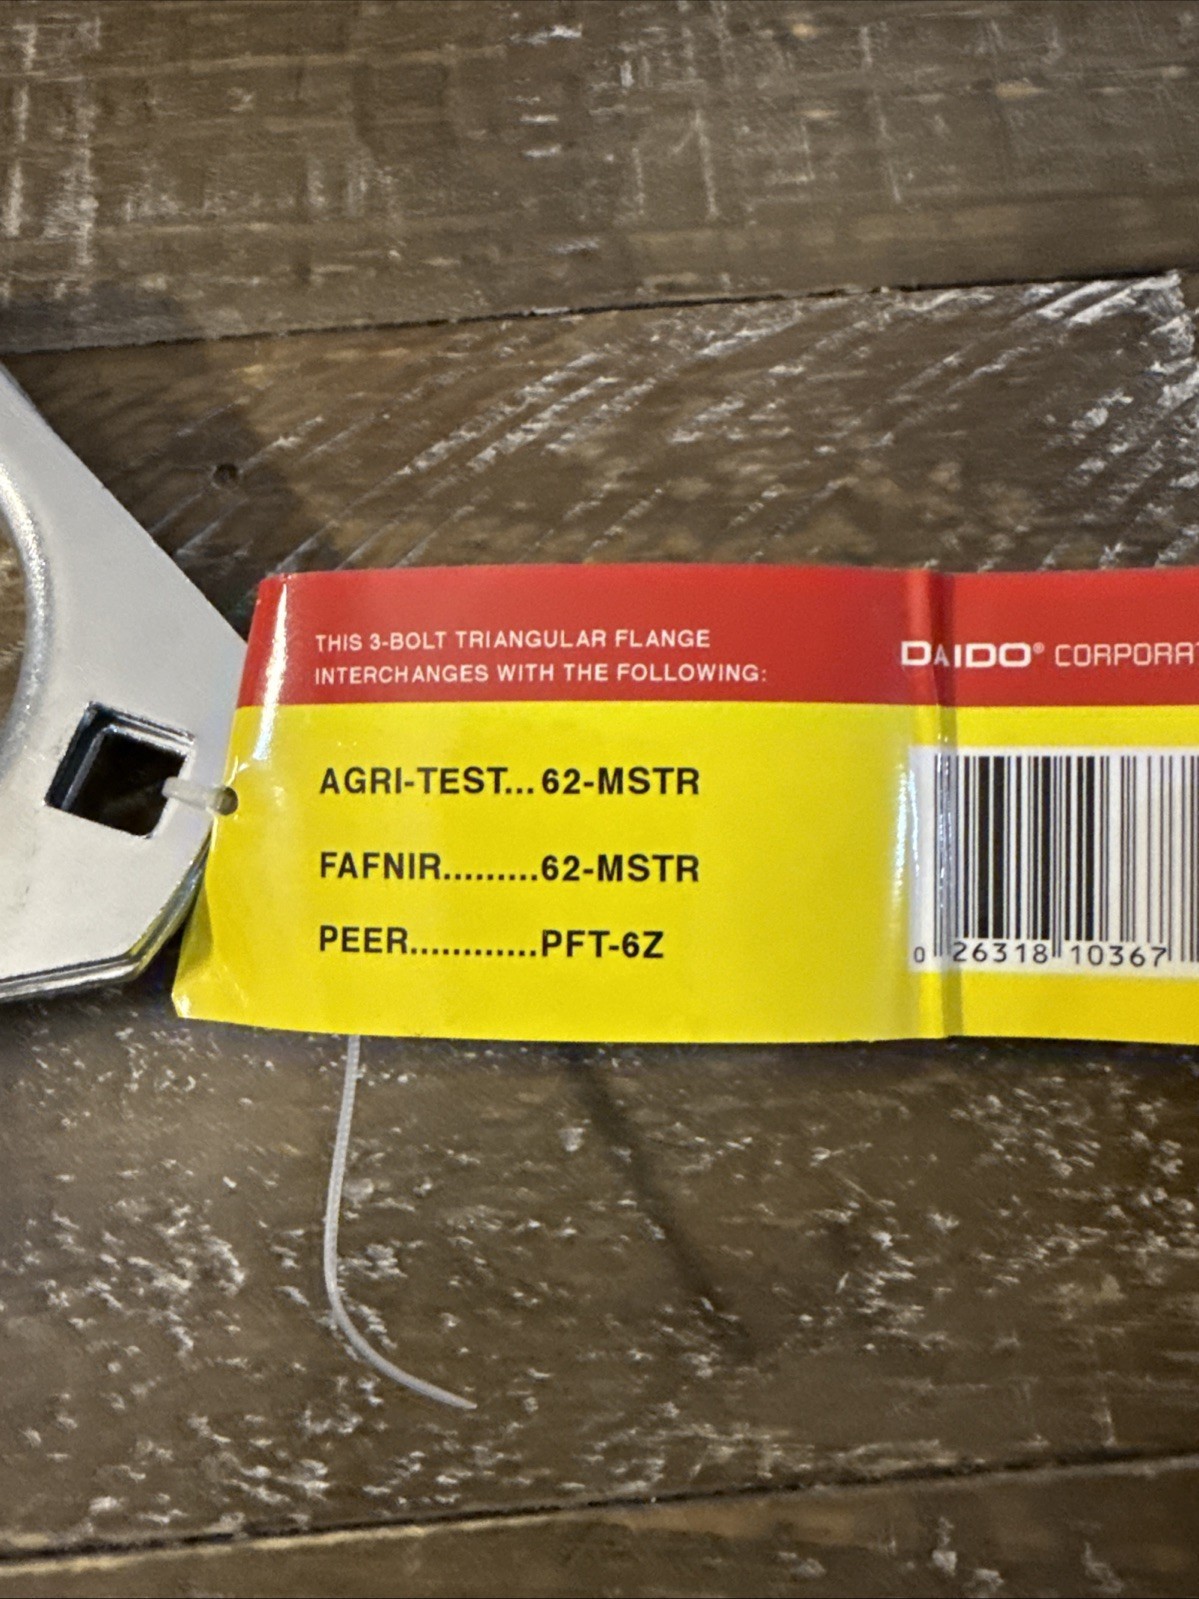 THIS 3-BOLT TRIANGULAR FLANGE
INTERCHANGES WITH THE FOLLOWING:
DAIDO®
AGRI-TEST...62-MSTR
FAFNIR.........62-MSTR
PEER............PFT-6Z
0 26318 10367